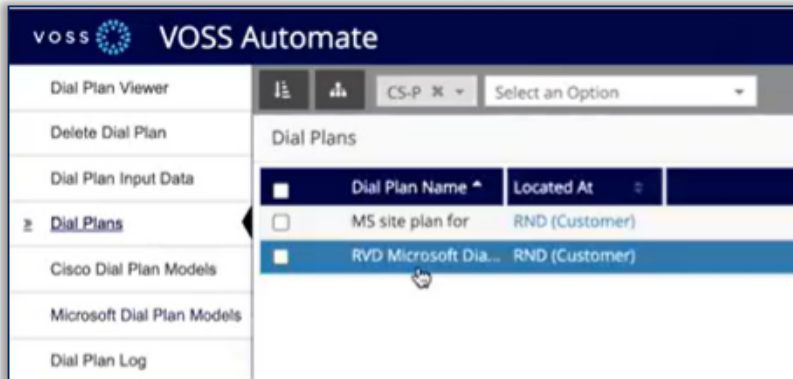 VOSS VOSS Automate
Dial Plan Viewer
Delete Dial Plan
Dial Plan Input Data
Dial Plans
Cisco Dial Plan Models
Microsoft Dial Plan Models
Dial Plan Log
CS-P Select an Option
Dial Plans
Dial Plan Name Located At
MS site plan for RND (Customer)
RVD Microsoft Dia... RND (Customer)